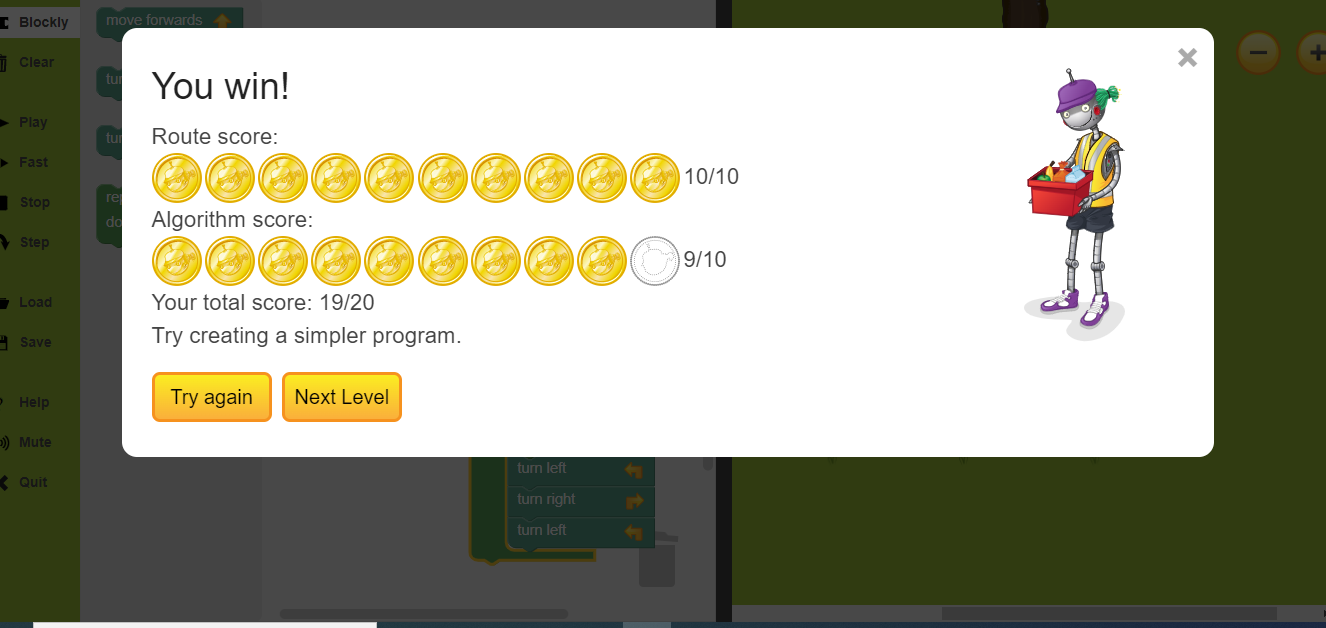 Blockly
move forwards
Clear
tur
Play
tur
Fast
rep
Stop
do
Step
Load
Save
Help
Mute
Quit
You win!
Route score:
10/10
Algorithm score:
9/10
Your total score: 19/20
Try creating a simpler program.
Try again
Next Level
turn left
turn right
turn left